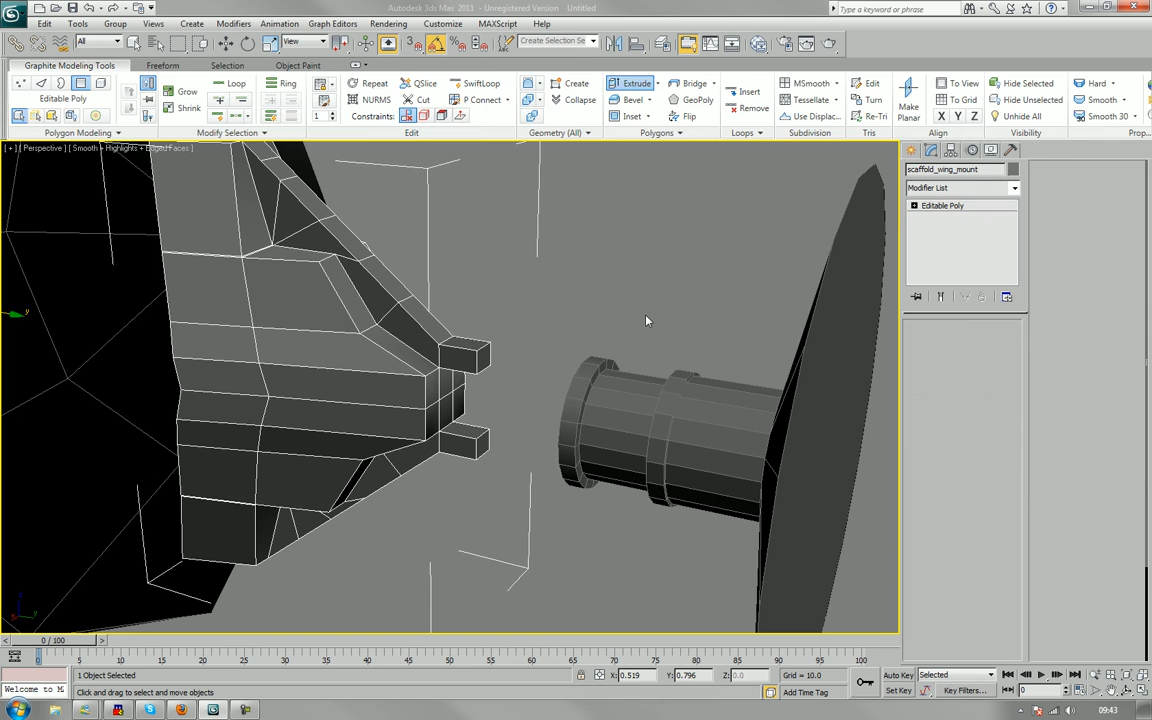 Autodesk 3ds Max 2011 - Unregistered Version Untitled
Type a keyword or phrase
Edit Tools Group Views Create Modifiers Animation Graph Editors Rendering Customize MAXScript Help
All View 3 Create Selection Se
Graphite Modeling Tools Freeform Selection Object Paint
Editable Poly
Grow
Shrink
Loop Ring
1
Repeat QSlice SwiftLoop
NURMS Cut P Connect
Constraints:
Create
Collapse
Extrude Bridge
Bevel GeoPoly
Inset Flip
Insert
Remove
MSmooth
Tessellate
Use Displac...
Edit
Turn
Re-Tri
Make
Planar
To View
To Grid
X Y Z
Hide Selected
Hide Unselected
Unhide All
Hard
Smooth
Smooth 30
Polygon Modeling Modify Selection Edit Geometry (All) Polygons Loops Subdivision Tris Align Visibility Prop...
[ + ] [ Perspective ] [ Smooth + Highlights + Edged Faces ]
scaffold_wing_mount
Modifier List
Editable Poly
y
z
x
y
< 0 / 100 >
0 5 10 15 20 25 30 35 40 45 50 55 60 65 70 75 80 85 90 95 100
1 Object Selected X: 0.519 Y: 0.796 Z: 0.0 Grid = 10.0 Auto Key Selected
Welcome to M Click and drag to select and move objects Add Time Tag Set Key Key Filters... 0
09:43